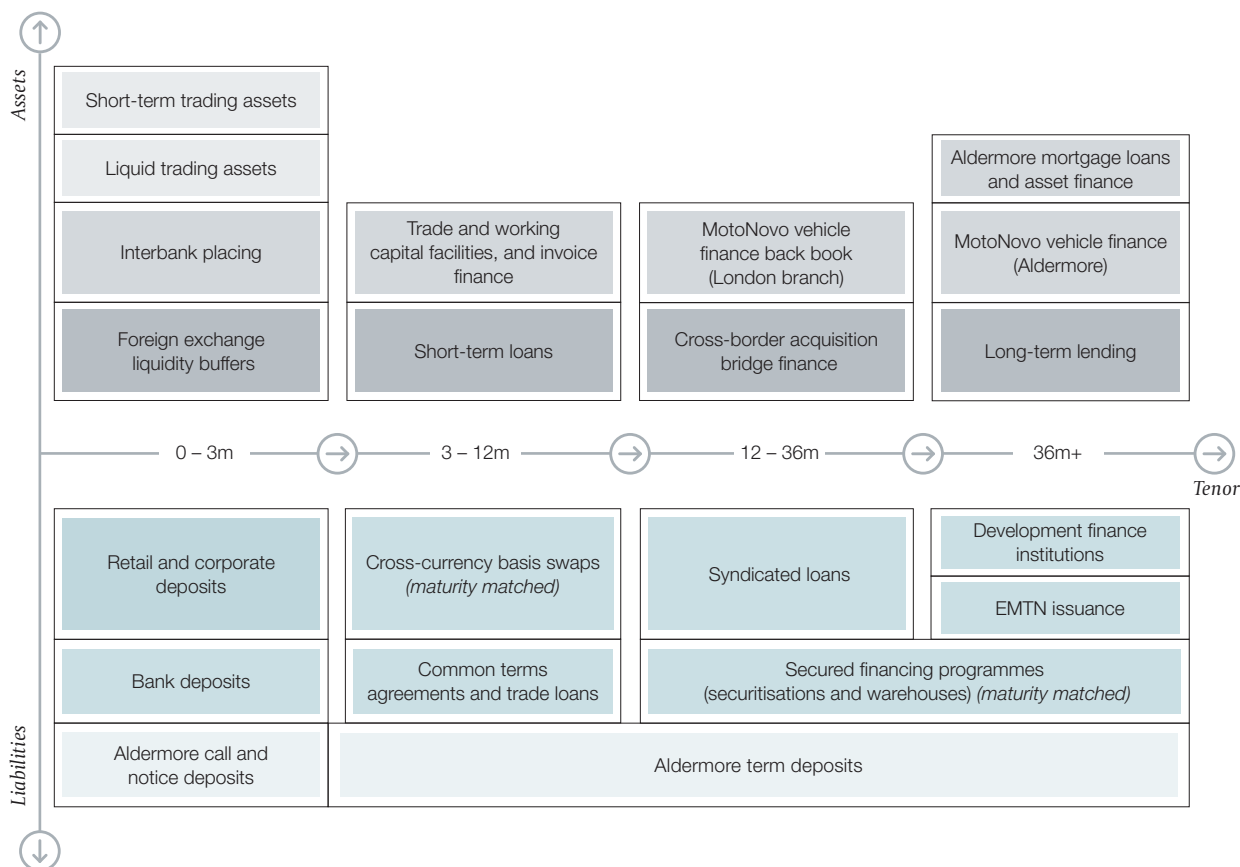 Assets
Short-term trading assets
Liquid trading assets
Interbank placing
Foreign exchange
liquidity buffers
Trade and working
capital facilities, and invoice
finance
Short-term loans
MotoNovo vehicle
finance back book
(London branch)
Cross-border acquisition
bridge finance
Aldermore mortgage loans
and asset finance
MotoNovo vehicle finance
(Aldermore)
Long-term lending
0 – 3m
3 – 12m
12 – 36m
36m+
Tenor
Liabilities
Retail and corporate
deposits
Bank deposits
Aldermore call and
notice deposits
Cross-currency basis swaps
(maturity matched)
Common terms
agreements and trade loans
Syndicated loans
Development finance
institutions
EMTN issuance
Secured financing programmes
(securitisations and warehouses) (maturity matched)
Aldermore term deposits